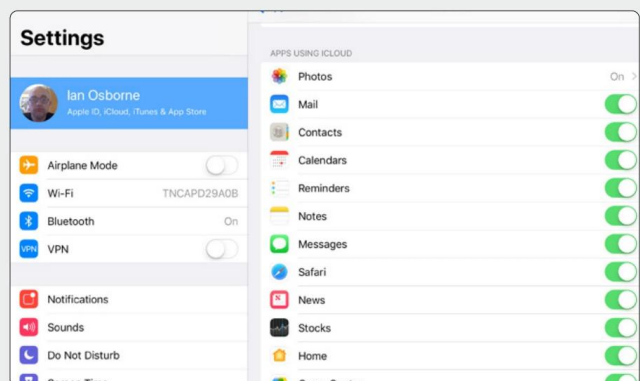 Settings
Ian Osborne
Apple ID, iCloud, iTunes & App Store
Airplane Mode
Wi-Fi TNCAPD29A0B
Bluetooth On
VPN VPN
Notifications
Sounds
Do Not Disturb
APPS USING ICLOUD
Photos On >
Mail
Contacts
Calendars
Reminders
Notes
Messages
Safari
News
Stocks
Home